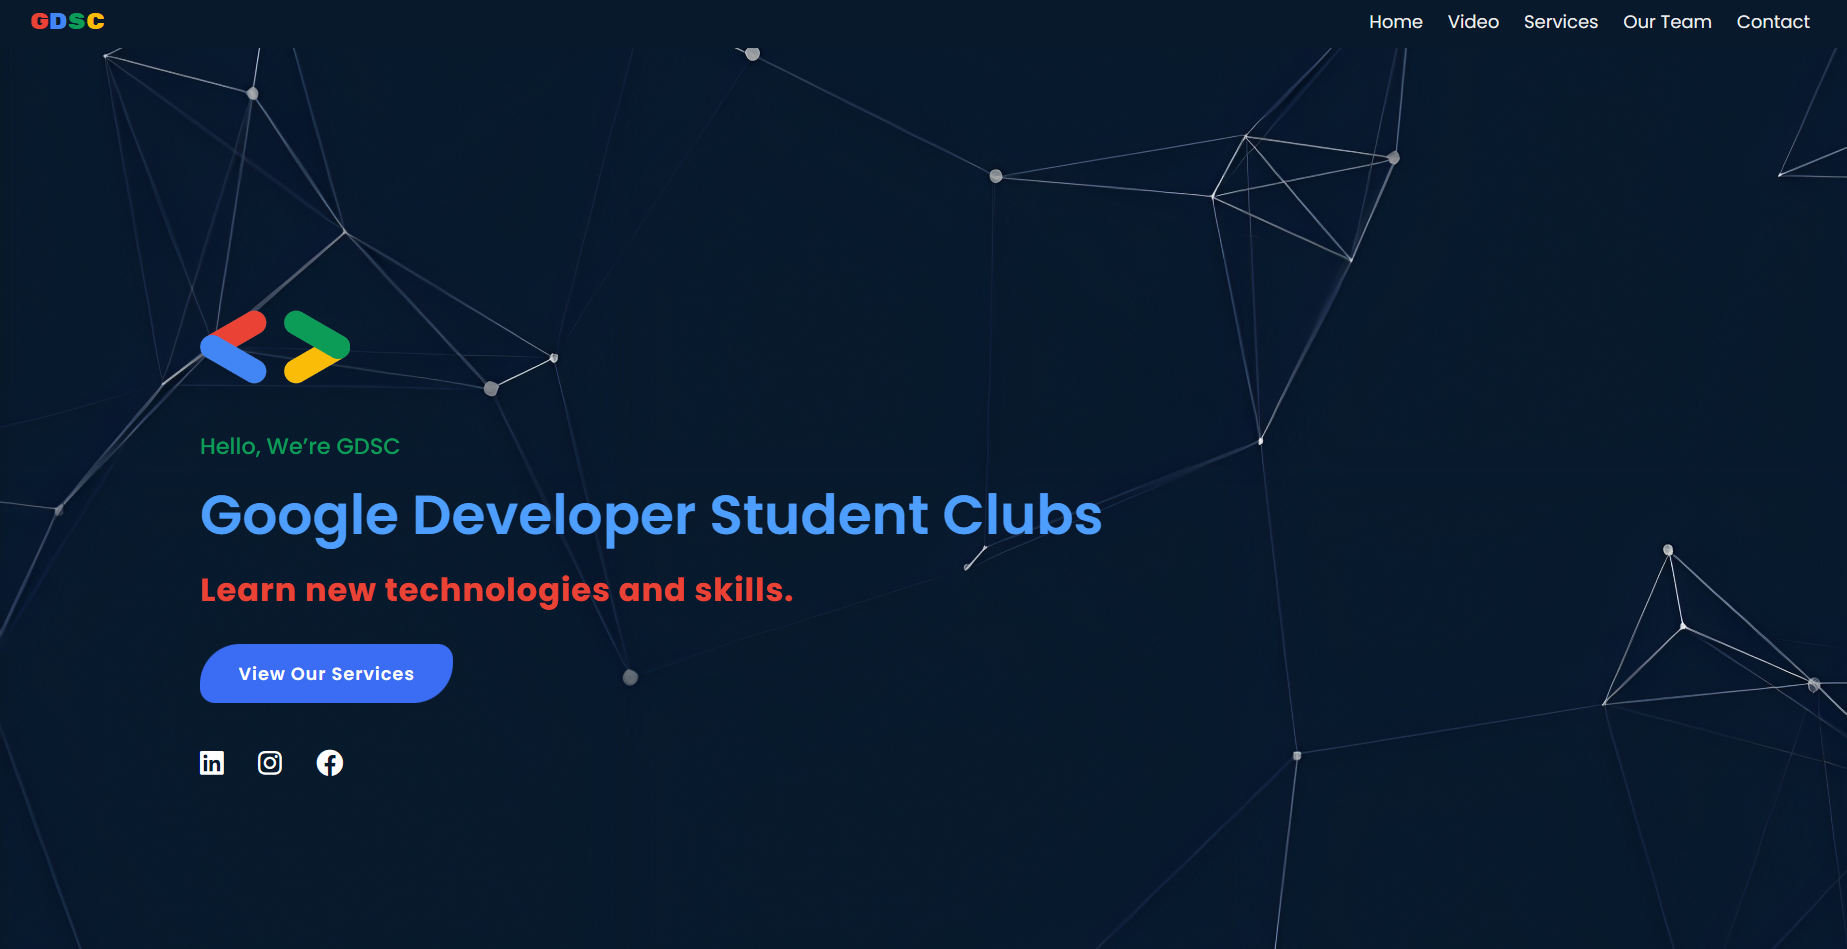 GDSC
Home Video Services Our Team Contact
Hello, We’re GDSC
Google Developer Student Clubs
Learn new technologies and skills.
View Our Services